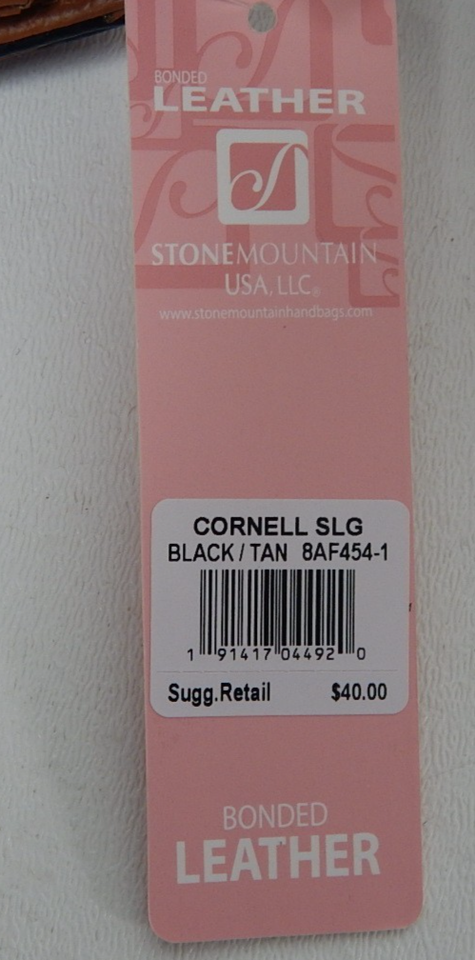 BONDED
LEATHER
STONEMOUNTAIN
USA, LLC®
www.stonemountainhandbags.com
CORNELL SLG
BLACK / TAN 8AF454-1
1 91417 04492 0
Sugg.Retail $40.00
BONDED
LEATHER